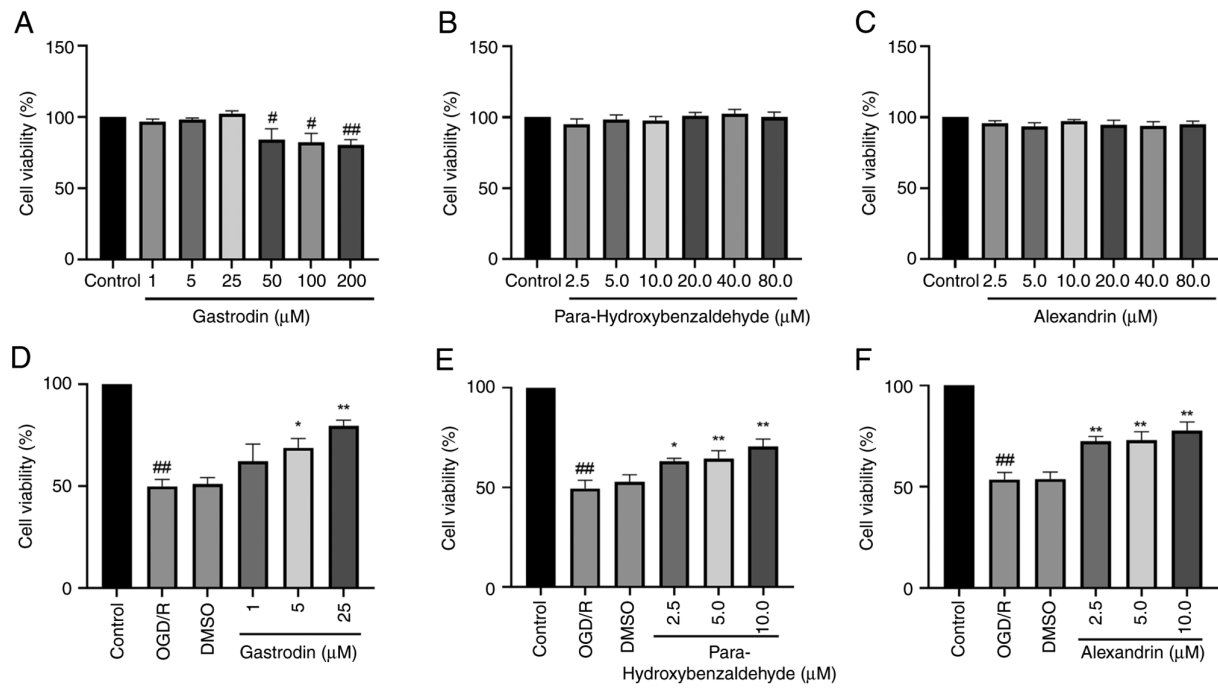 A
150
100
50
0
Cell viability (%)
# # ##
Control 1 5 25 50 100 200
Gastrodin (μM)
B
150
100
50
0
Cell viability (%)
Control 2.5 5.0 10.0 20.0 40.0 80.0
Para-Hydroxybenzaldehyde (μM)
C
150
100
50
0
Cell viability (%)
Control 2.5 5.0 10.0 20.0 40.0 80.0
Alexandrin (μM)
D
100
50
0
Cell viability (%)
## * **
Control OGD/R DMSO 1 5 25
Gastrodin (μM)
E
100
50
0
Cell viability (%)
## * ** **
Control OGD/R DMSO 2.5 5.0 10.0
Para-
Hydroxybenzaldehyde (μM)
F
100
50
0
Cell viability (%)
## ** ** **
Control OGD/R DMSO 2.5 5.0 10.0
Alexandrin (μM)